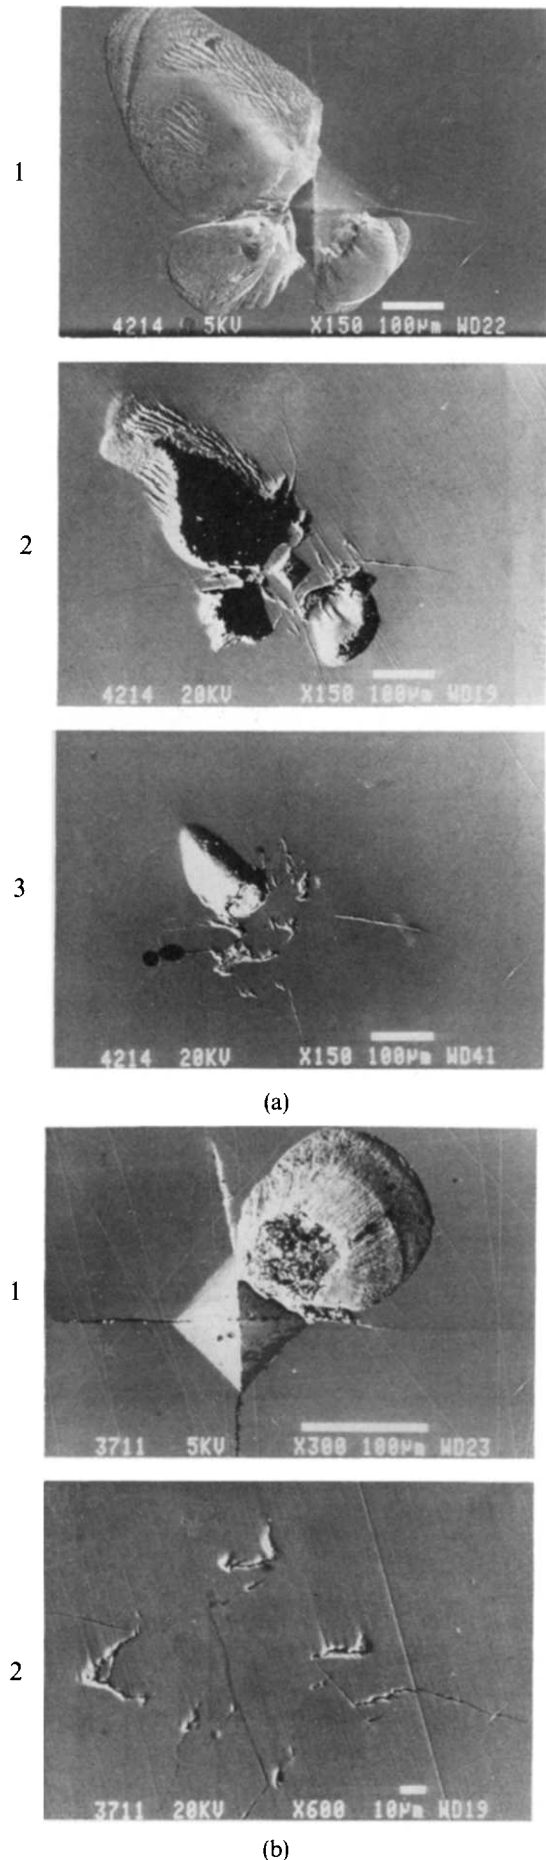 1
4214 5KV X150 100µm WD22
2
4214 20KV X150 100µm WD19
3
4214 20KV X150 100µm WD41
(a)
1
3711 5KV X300 100µm WD23
2
3711 20KV X600 10µm WD19
(b)